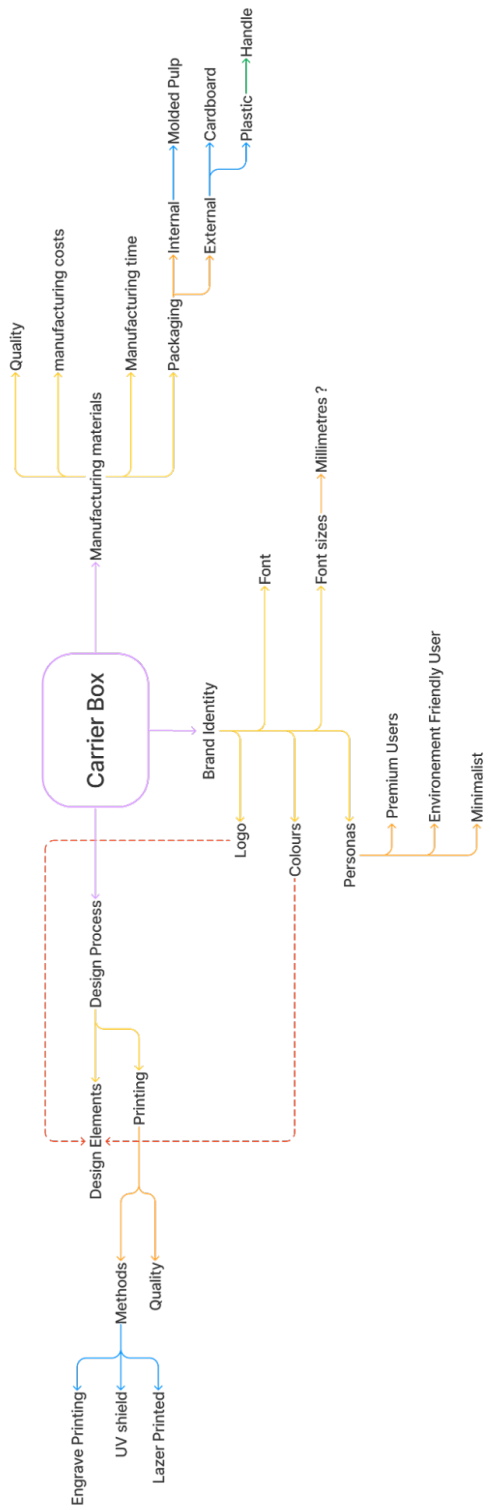 Carrier Box
Manufacturing materials
Quality
manufacturing costs
Manufacturing time
Packaging
Internal
Molded Pulp
External
Cardboard
Plastic
Handle
Brand Identity
Logo
Font
Colours
Font sizes
Millimetres ?
Personas
Premium Users
Environement Friendly User
Minimalist
Design Process
Design Elements
Printing
Methods
Quality
Engrave Printing
UV shield
Lazer Printed